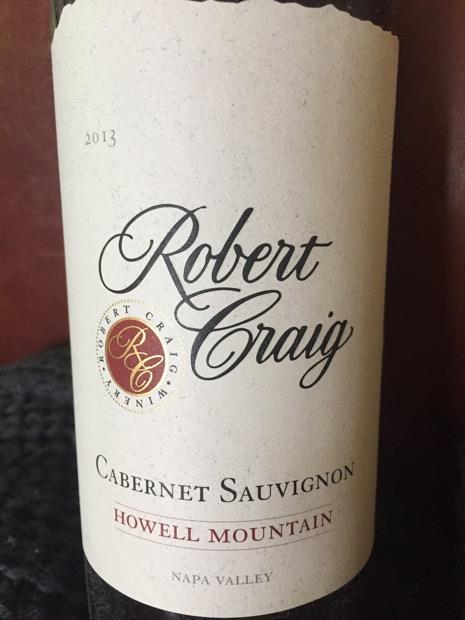 2013
Robert
Craig
ROBERT CRAIG • WINERY •
RC
CABERNET SAUVIGNON
HOWELL MOUNTAIN
NAPA VALLEY